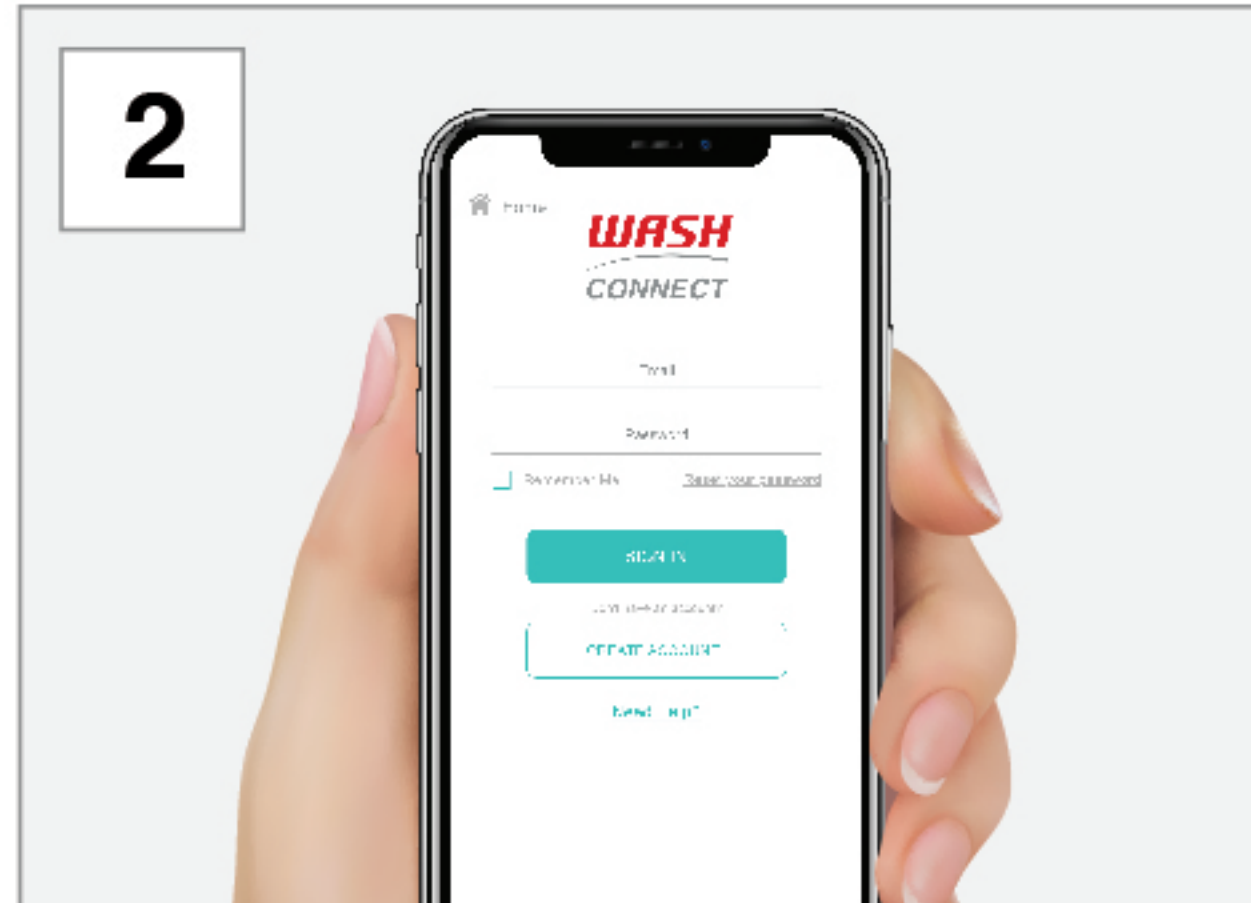 2
Home
WASH
CONNECT
Email
Password
Remember Me Reset your password
SIGN IN
CREATE ACCOUNT
Need Help?